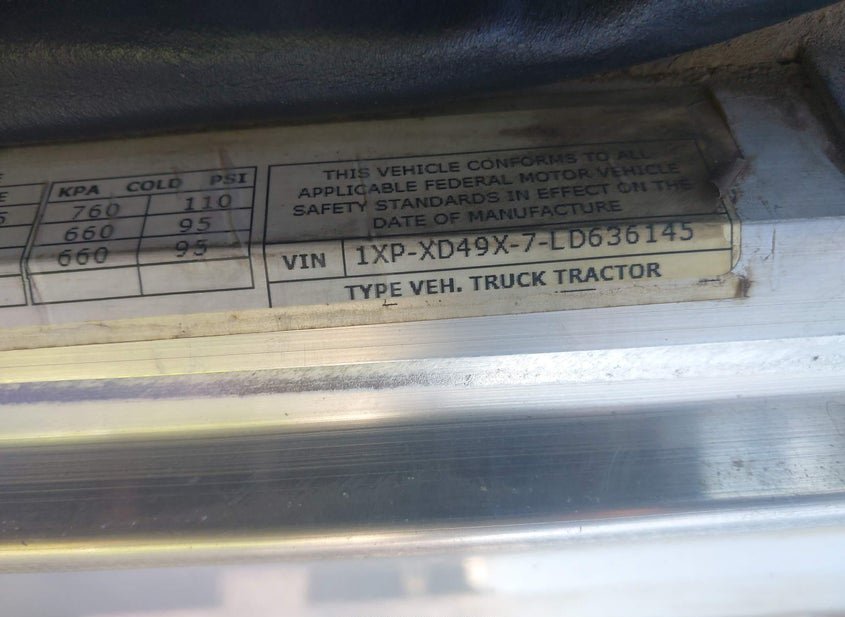 E
KPA COLD PSI
760 110
660 95
660 95
THIS VEHICLE CONFORMS TO ALL
APPLICABLE FEDERAL MOTOR VEHICLE
SAFETY STANDARDS IN EFFECT ON THE
DATE OF MANUFACTURE
VIN 1XP-XD49X-7-LD636145
TYPE VEH. TRUCK TRACTOR